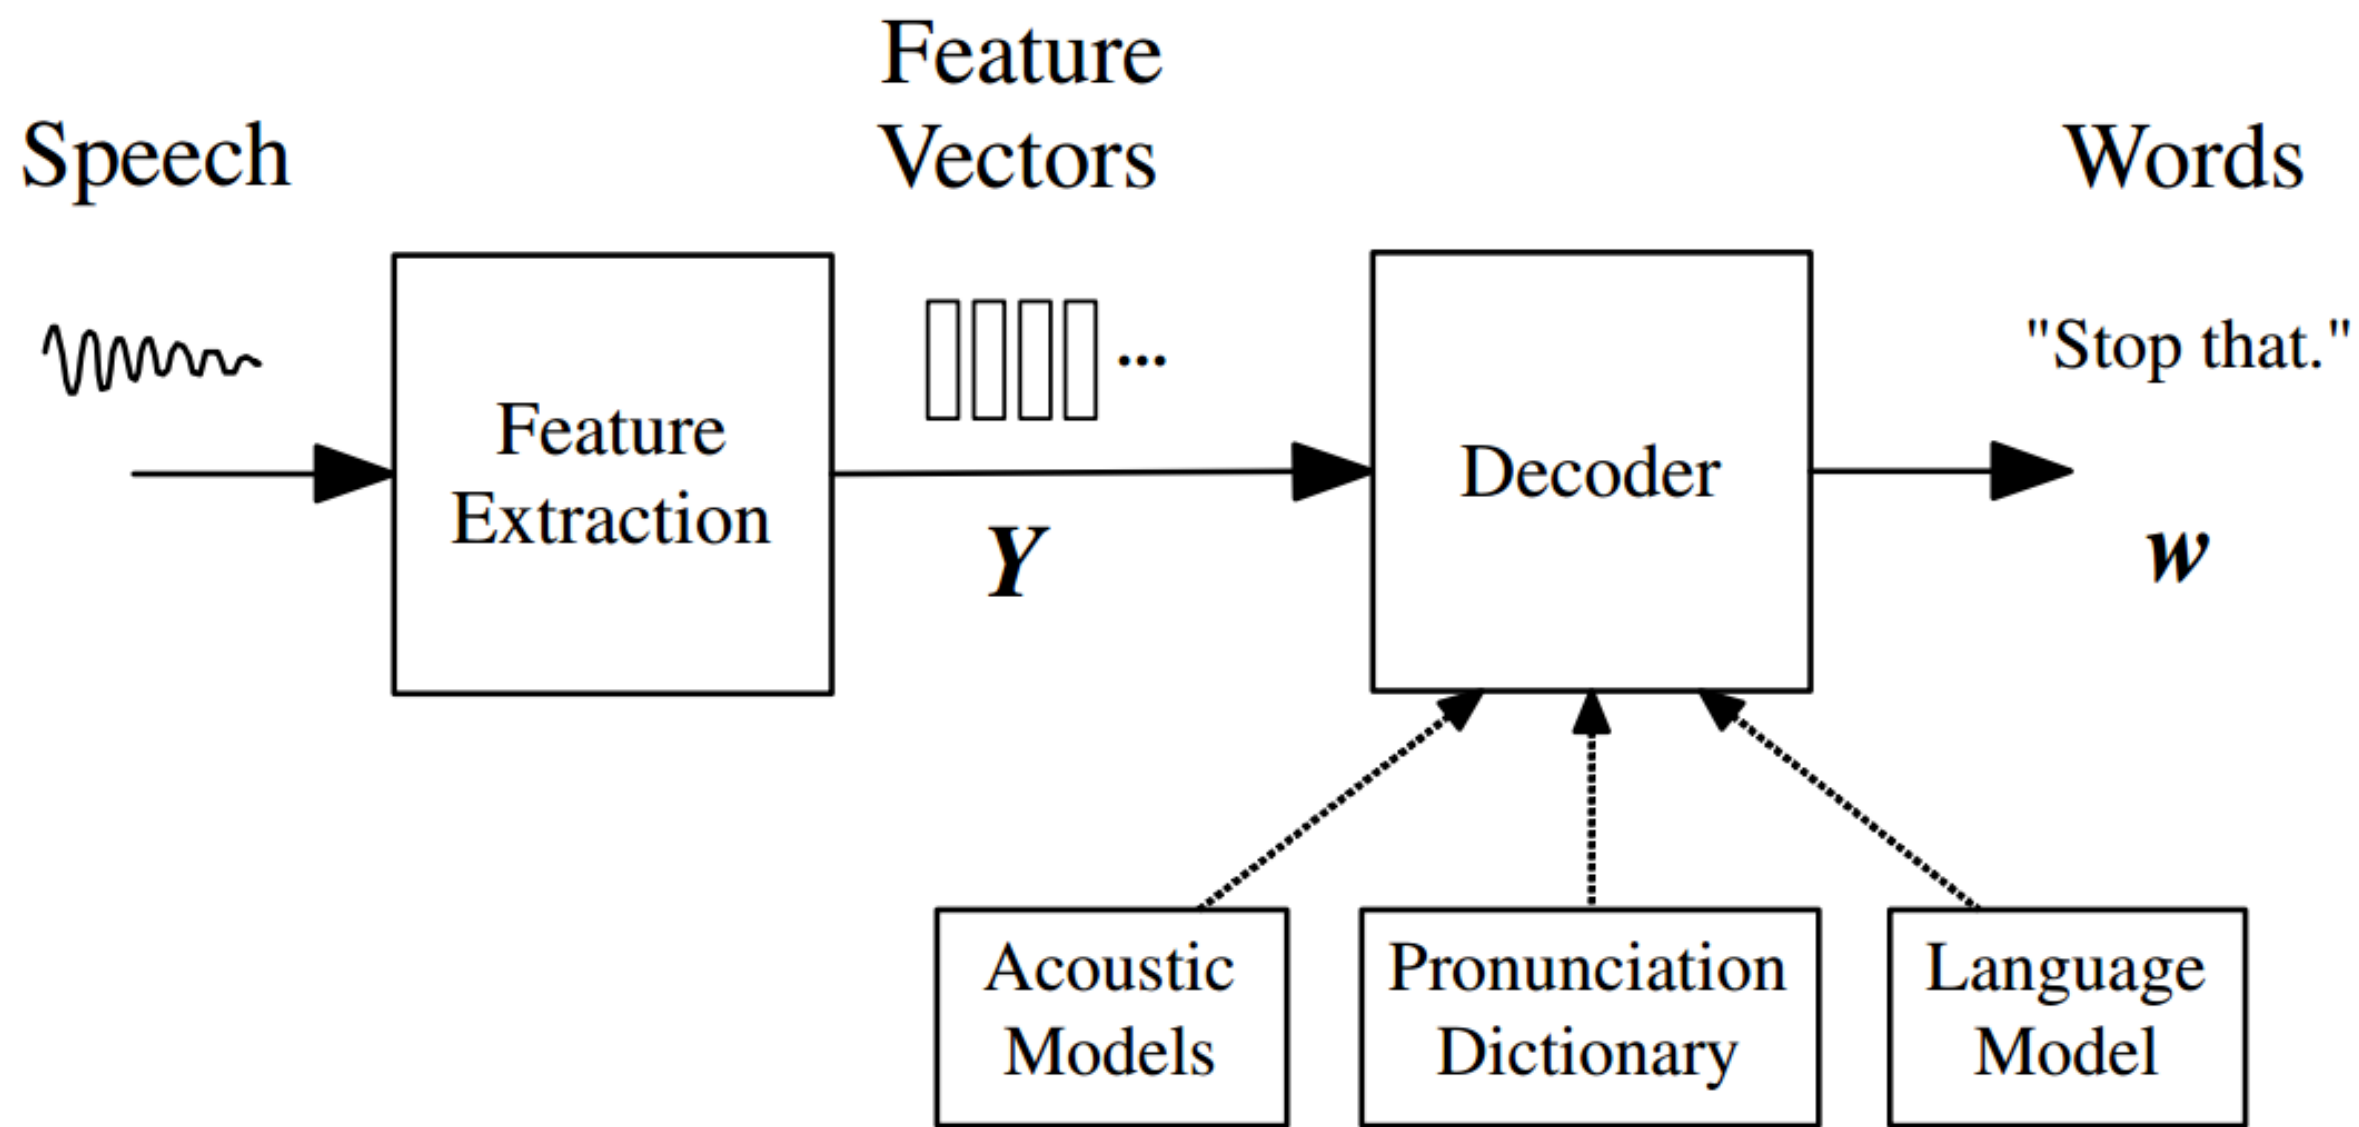 Speech
Feature
Vectors
Words
Feature
Extraction
...
Y
Decoder
"Stop that."
w
Acoustic
Models
Pronunciation
Dictionary
Language
Model